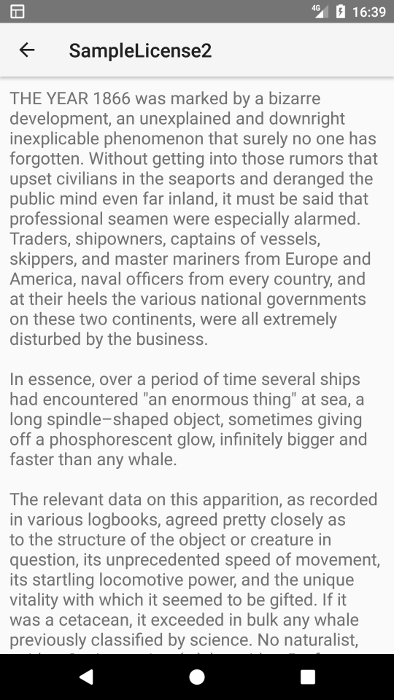 4G 16:39
SampleLicense2
THE YEAR 1866 was marked by a bizarre
development, an unexplained and downright
inexplicable phenomenon that surely no one has
forgotten. Without getting into those rumors that
upset civilians in the seaports and deranged the
public mind even far inland, it must be said that
professional seamen were especially alarmed.
Traders, shipowners, captains of vessels,
skippers, and master mariners from Europe and
America, naval officers from every country, and
at their heels the various national governments
on these two continents, were all extremely
disturbed by the business.
In essence, over a period of time several ships
had encountered "an enormous thing" at sea, a
long spindle–shaped object, sometimes giving
off a phosphorescent glow, infinitely bigger and
faster than any whale.
The relevant data on this apparition, as recorded
in various logbooks, agreed pretty closely as
to the structure of the object or creature in
question, its unprecedented speed of movement,
its startling locomotive power, and the unique
vitality with which it seemed to be gifted. If it
was a cetacean, it exceeded in bulk any whale
previously classified by science. No naturalist,